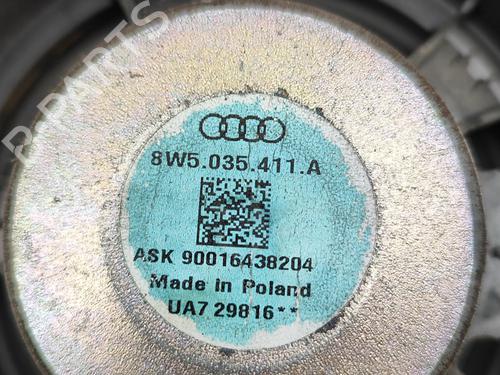 B-PARTS
8W5.035.411.A
ASK 90016438204
Made in Poland
UA7 29816**